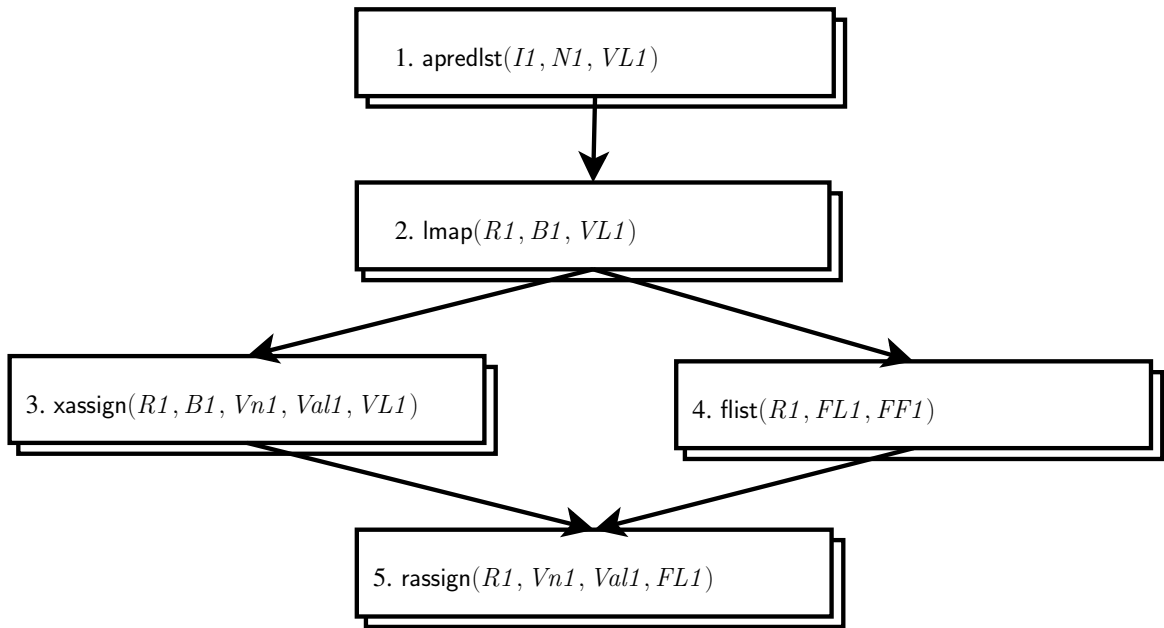 1. apredlst(I1, N1, VL1)
2. lmap(R1, B1, VL1)
3. xassign(R1, B1, Vn1, Val1, VL1)
4. flist(R1, FL1, FF1)
5. rassign(R1, Vn1, Val1, FL1)